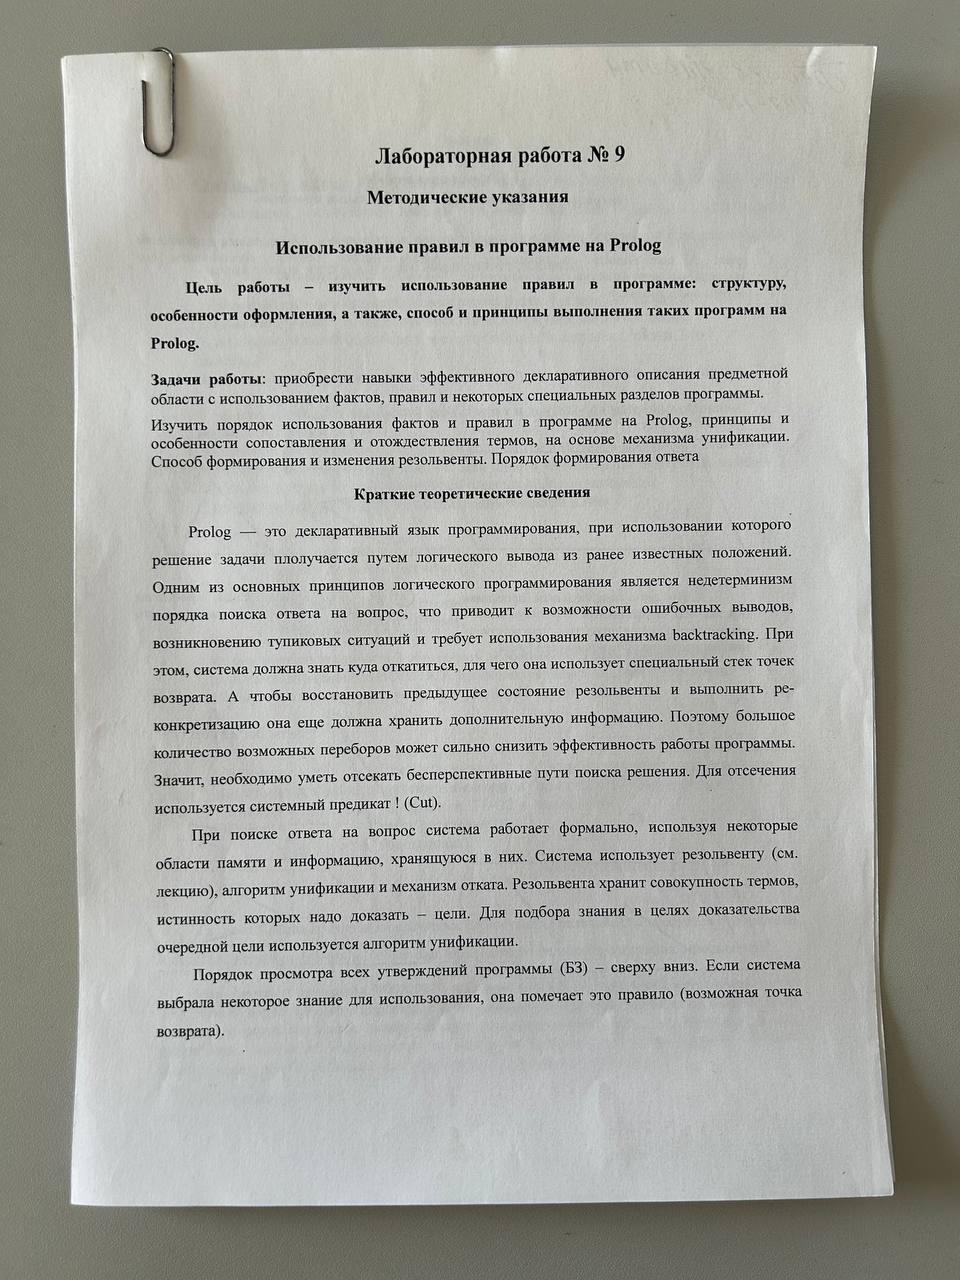 Лабораторная работа № 9
Методические указания
Использование правил в программе на Prolog
Цель работы – изучить использование правил в программе: структуру,
особенности оформления, а также, способ и принципы выполнения таких программ на
Prolog.
Задачи работы: приобрести навыки эффективного декларативного описания предметной
области с использованием фактов, правил и некоторых специальных разделов программы.
Изучить порядок использования фактов и правил в программе на Prolog, принципы и
особенности сопоставления и отождествления термов, на основе механизма унификации.
Способ формирования и изменения резольвенты. Порядок формирования ответа
Краткие теоретические сведения
Prolog — это декларативный язык программирования, при использовании которого
решение задачи плолучается путем логического вывода из ранее известных положений.
Одним из основных принципов логического программирования является недетерминизм
порядка поиска ответа на вопрос, что приводит к возможности ошибочных выводов,
возникновению тупиковых ситуаций и требует использования механизма backtracking. При
этом, система должна знать куда откатиться, для чего она использует специальный стек точек
возврата. А чтобы восстановить предыдущее состояние резольвенты и выполнить ре-
конкретизацию она еще должна хранить дополнительную информацию. Поэтому большое
количество возможных переборов может сильно снизить эффективность работы программы.
Значит, необходимо уметь отсекать бесперспективные пути поиска решения. Для отсечения
используется системный предикат ! (Cut).
При поиске ответа на вопрос система работает формально, используя некоторые
области памяти и информацию, хранящуюся в них. Система использует резольвенту (см.
лекцию), алгоритм унификации и механизм отката. Резольвента хранит совокупность термов,
истинность которых надо доказать – цели. Для подбора знания в целях доказательства
очередной цели используется алгоритм унификации.
Порядок просмотра всех утверждений программы (БЗ) – сверху вниз. Если система
выбрала некоторое знание для использования, она помечает это правило (возможная точка
возврата).